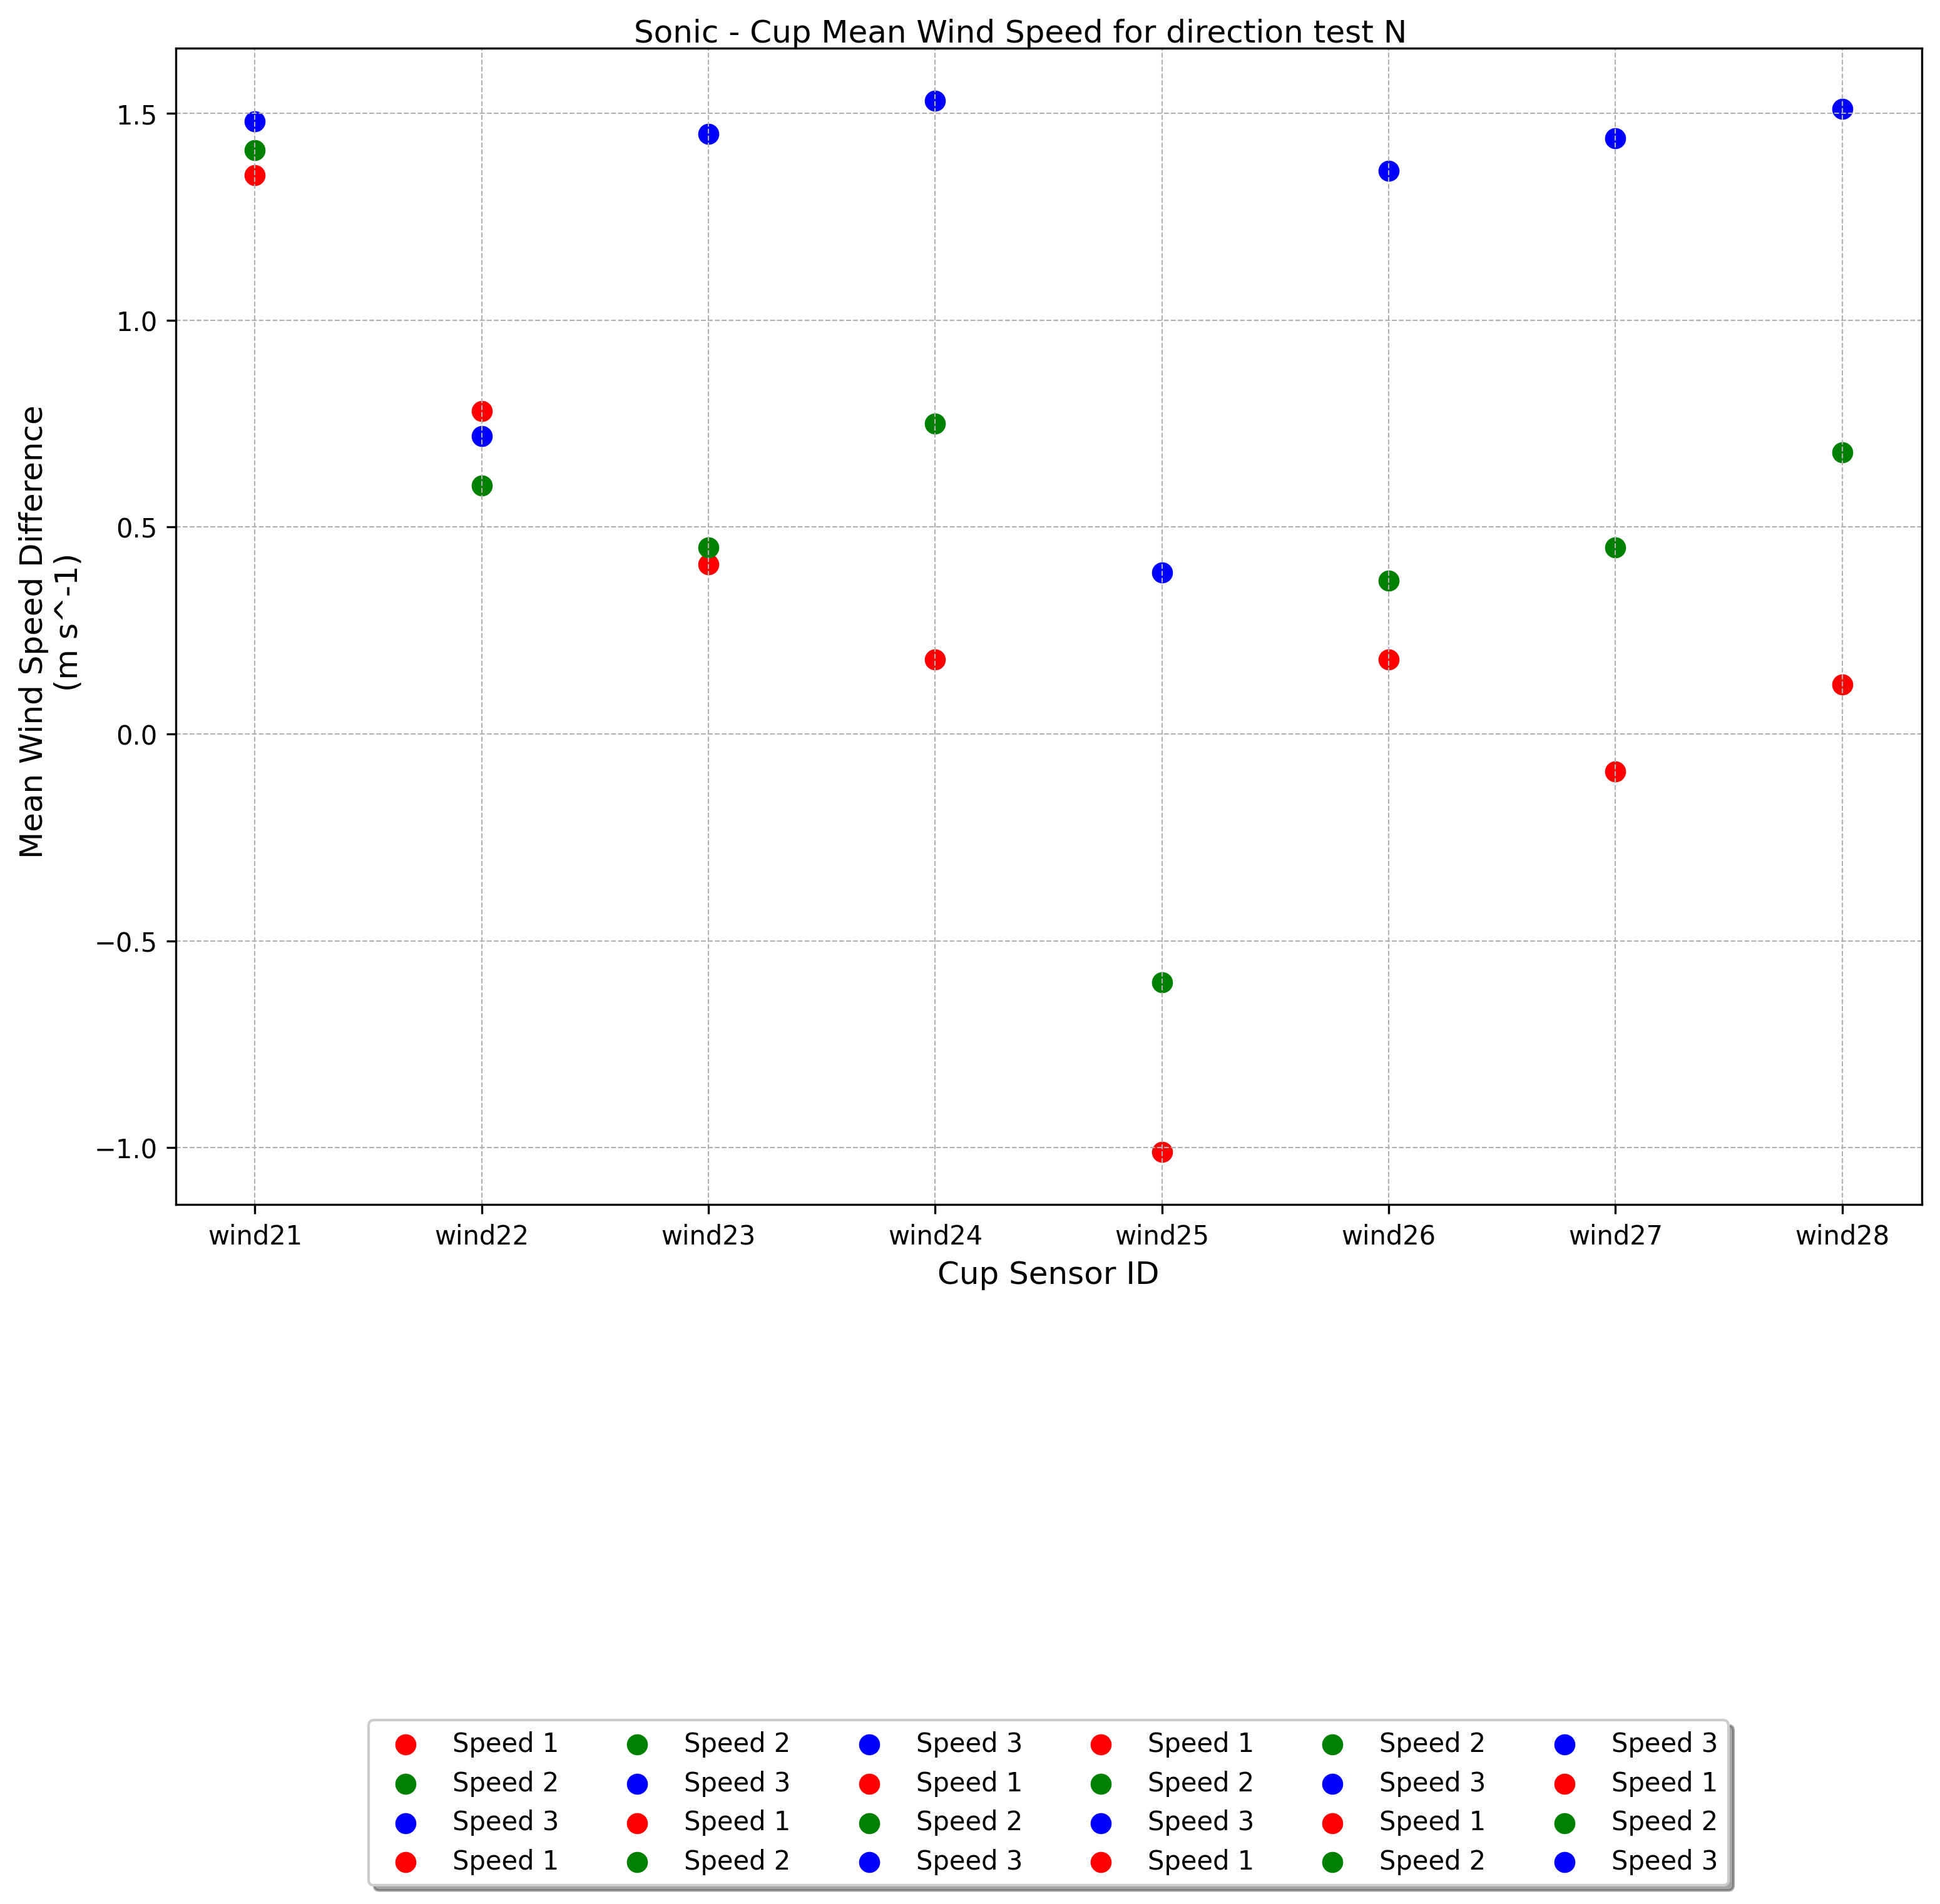 Sonic - Cup Mean Wind Speed for direction test N
1.5
1.0
0.5
0.0
−0.5
−1.0
Mean Wind Speed Difference
(m s^-1)
wind21 wind22 wind23 wind24 wind25 wind26 wind27 wind28
Cup Sensor ID
Speed 1 Speed 2 Speed 3 Speed 1 Speed 2 Speed 3
Speed 2 Speed 3 Speed 1 Speed 2 Speed 3 Speed 1
Speed 3 Speed 1 Speed 2 Speed 3 Speed 1 Speed 2
Speed 1 Speed 2 Speed 3 Speed 1 Speed 2 Speed 3